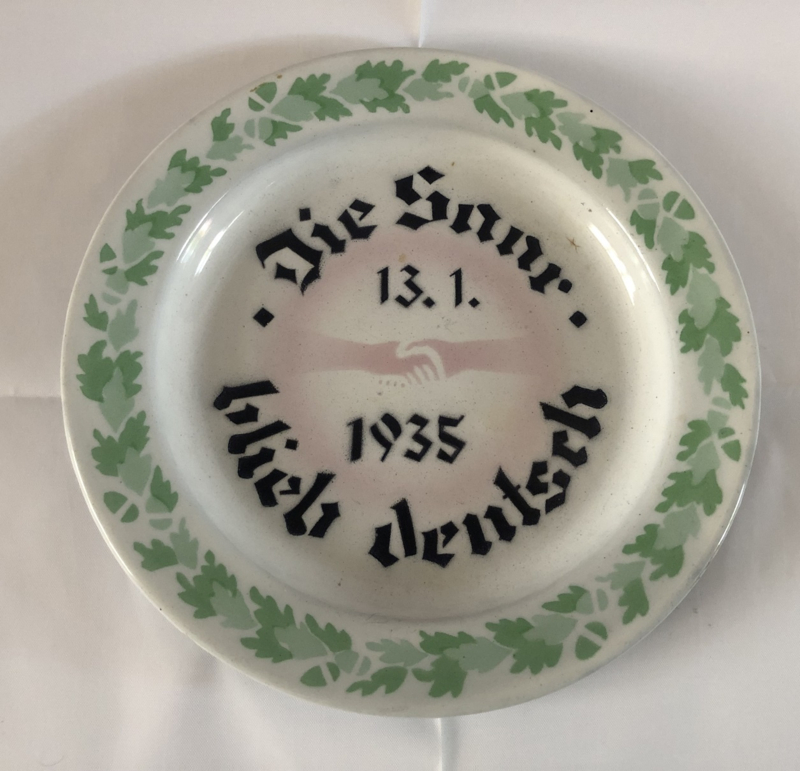 · Die Saar ·
13. 1.
1935
blieb deutsch